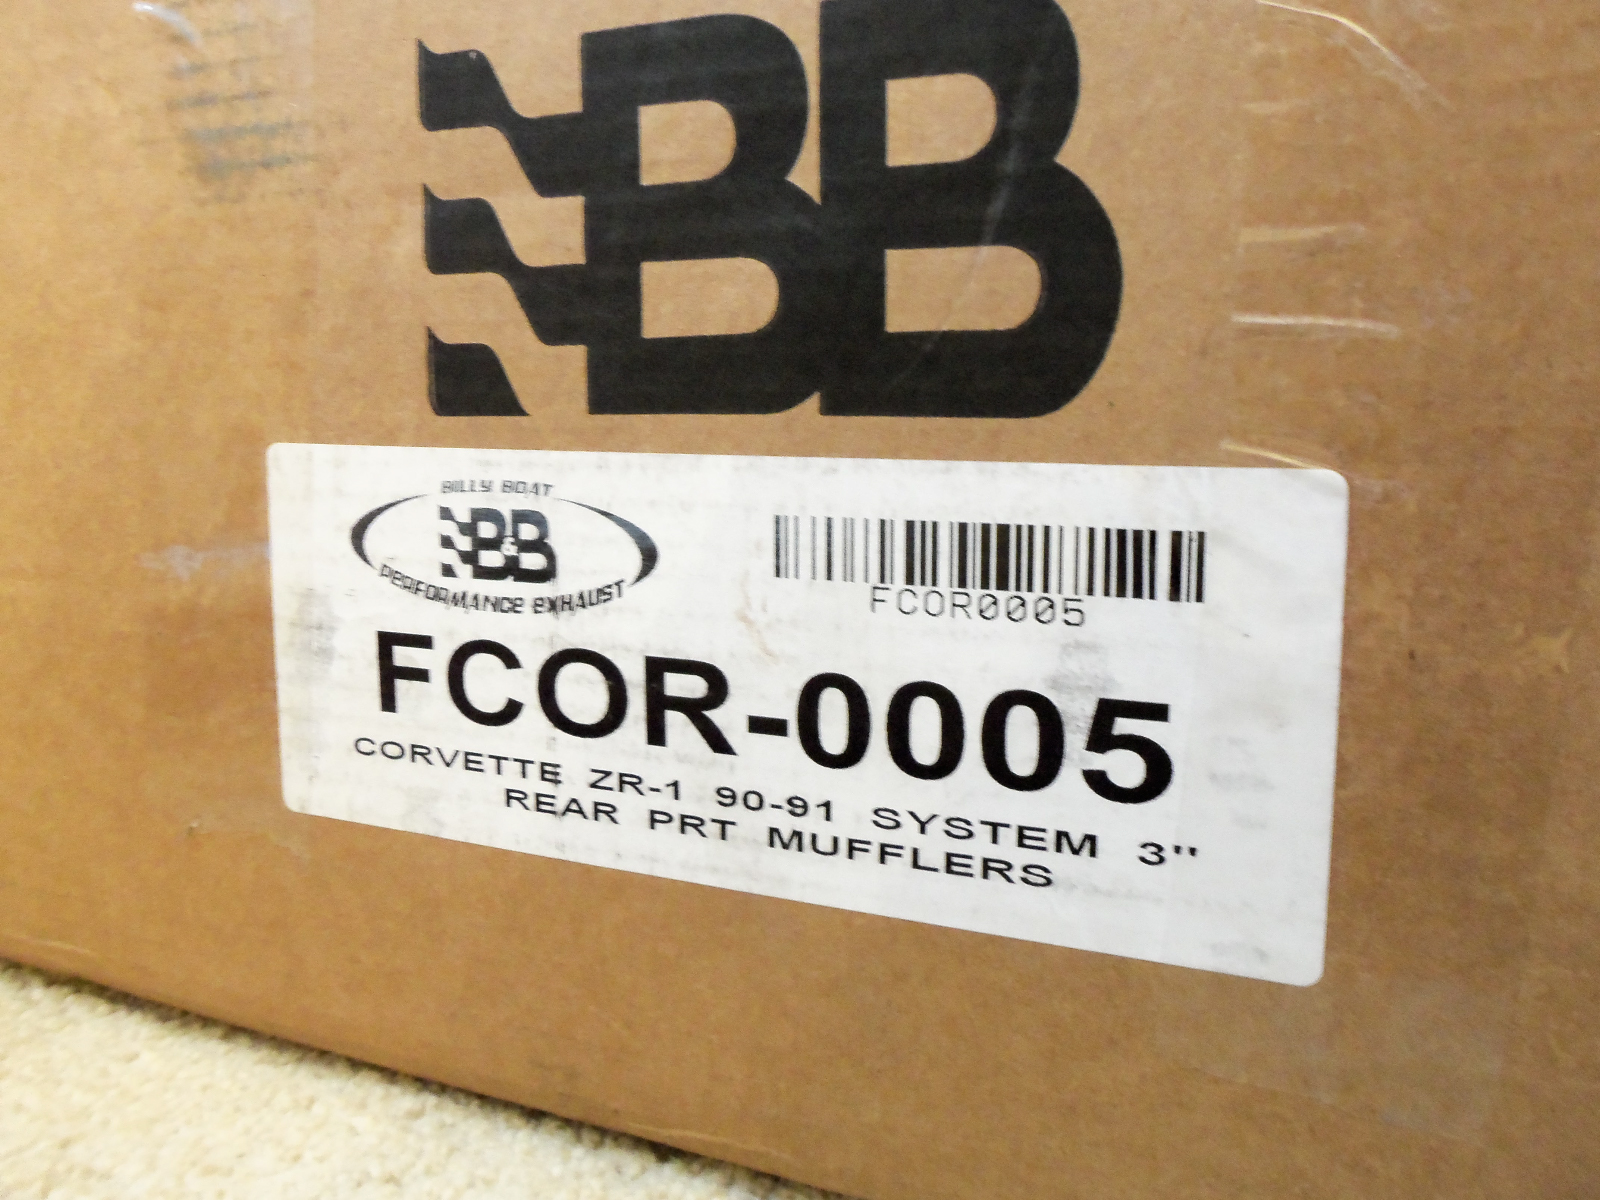 BB
BILLY BOAT
B&B
PERFORMANCE EXHAUST
FCOR0005
FCOR-0005
CORVETTE ZR-1 90-91 SYSTEM 3"
REAR PRT MUFFLERS